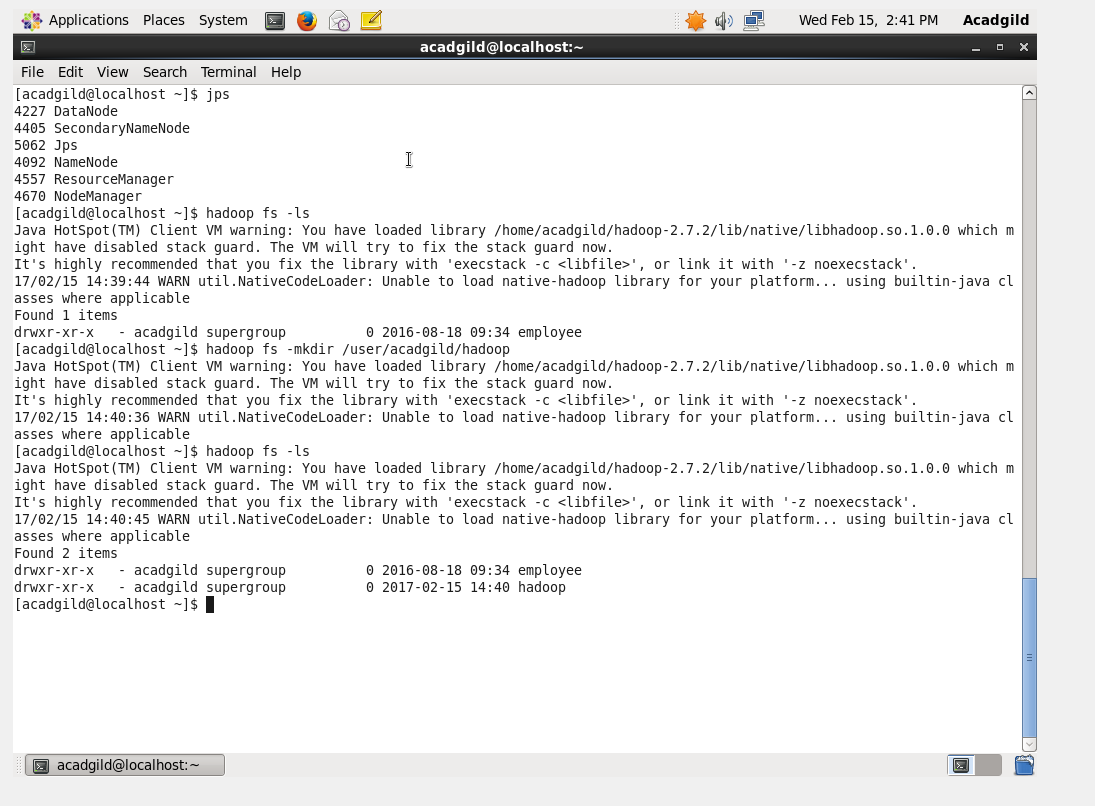 Applications Places System Wed Feb 15, 2:41 PM Acadgild
acadgild@localhost:~
File Edit View Search Terminal Help
[acadgild@localhost ~]$ jps
4227 DataNode
4405 SecondaryNameNode
5062 Jps
4092 NameNode
4557 ResourceManager
4670 NodeManager
[acadgild@localhost ~]$ hadoop fs -ls
Java HotSpot(TM) Client VM warning: You have loaded library /home/acadgild/hadoop-2.7.2/lib/native/libhadoop.so.1.0.0 which m
ight have disabled stack guard. The VM will try to fix the stack guard now.
It's highly recommended that you fix the library with 'execstack -c <libfile>', or link it with '-z noexecstack'.
17/02/15 14:39:44 WARN util.NativeCodeLoader: Unable to load native-hadoop library for your platform... using builtin-java cl
asses where applicable
Found 1 items
drwxr-xr-x   - acadgild supergroup          0 2016-08-18 09:34 employee
[acadgild@localhost ~]$ hadoop fs -mkdir /user/acadgild/hadoop
Java HotSpot(TM) Client VM warning: You have loaded library /home/acadgild/hadoop-2.7.2/lib/native/libhadoop.so.1.0.0 which m
ight have disabled stack guard. The VM will try to fix the stack guard now.
It's highly recommended that you fix the library with 'execstack -c <libfile>', or link it with '-z noexecstack'.
17/02/15 14:40:36 WARN util.NativeCodeLoader: Unable to load native-hadoop library for your platform... using builtin-java cl
asses where applicable
[acadgild@localhost ~]$ hadoop fs -ls
Java HotSpot(TM) Client VM warning: You have loaded library /home/acadgild/hadoop-2.7.2/lib/native/libhadoop.so.1.0.0 which m
ight have disabled stack guard. The VM will try to fix the stack guard now.
It's highly recommended that you fix the library with 'execstack -c <libfile>', or link it with '-z noexecstack'.
17/02/15 14:40:45 WARN util.NativeCodeLoader: Unable to load native-hadoop library for your platform... using builtin-java cl
asses where applicable
Found 2 items
drwxr-xr-x   - acadgild supergroup          0 2016-08-18 09:34 employee
drwxr-xr-x   - acadgild supergroup          0 2017-02-15 14:40 hadoop
[acadgild@localhost ~]$
acadgild@localhost:~